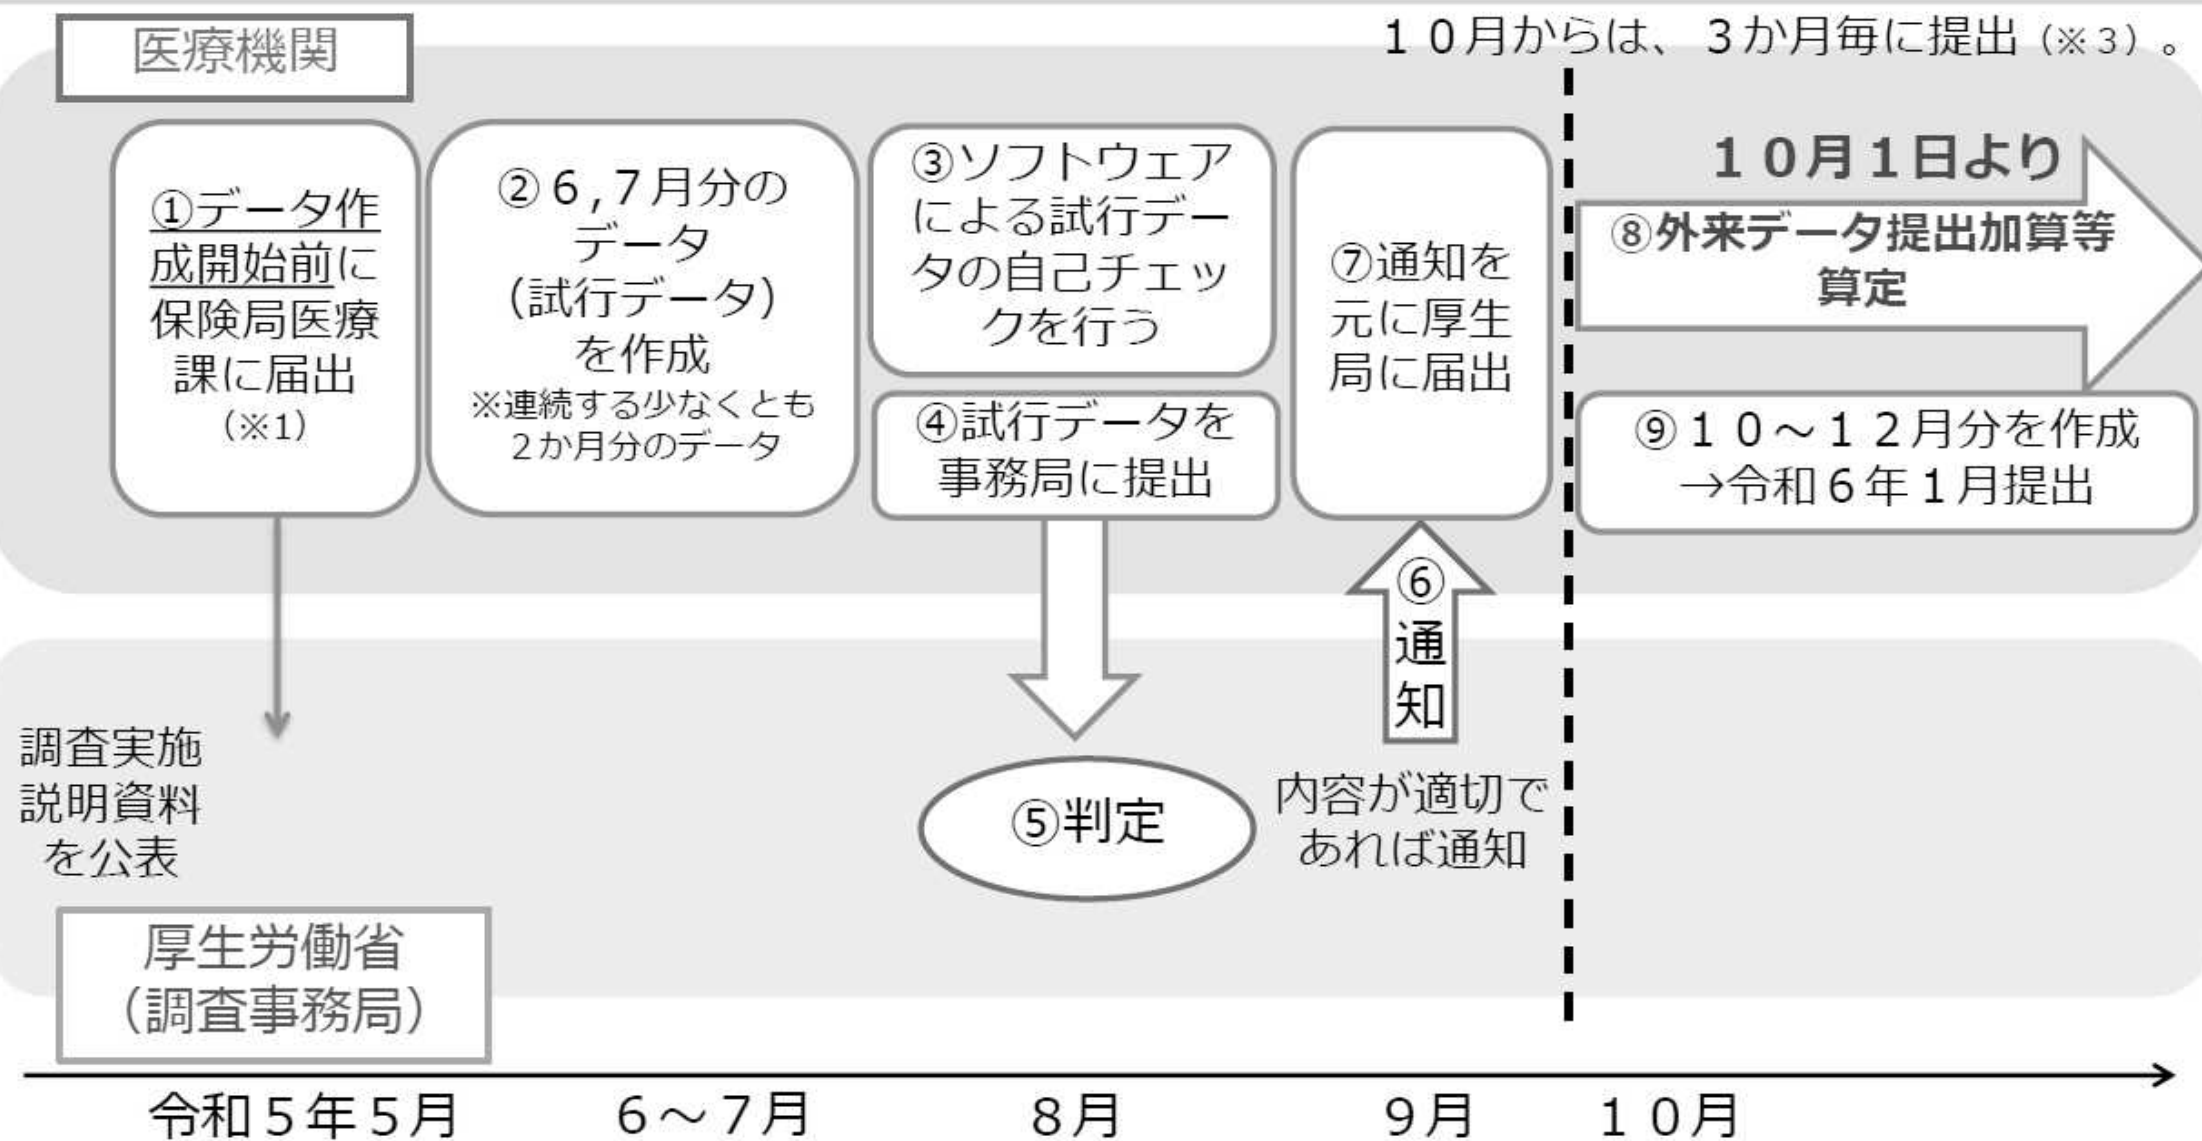 医療機関
１０月からは、３か月毎に提出（※３）。
①データ作
成開始前に
保険局医療
課に届出
（※1）
②６,７月分の
データ
（試行データ）
を作成
※連続する少なくとも
２か月分のデータ
③ソフトウェア
による試行デー
タの自己チェッ
クを行う
④試行データを
事務局に提出
⑦通知を
元に厚生
局に届出
１０月１日より
⑧外来データ提出加算等
算定
⑨１０～１２月分を作成
→令和６年１月提出
⑥
通
知
調査実施
説明資料
を公表
⑤判定
内容が適切で
あれば通知
厚生労働省
（調査事務局）
令和５年５月
６～７月
８月
９月
１０月